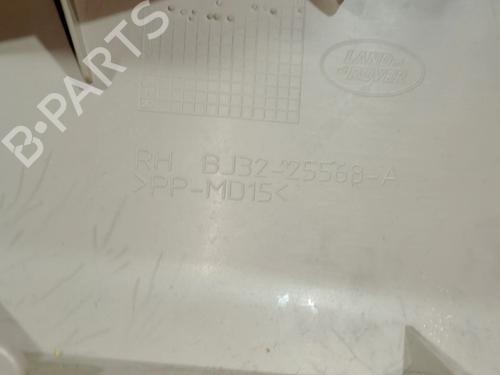 LAND
ROVER
RH BJ32-25568-A
>PP-MD15<
B-PARTS